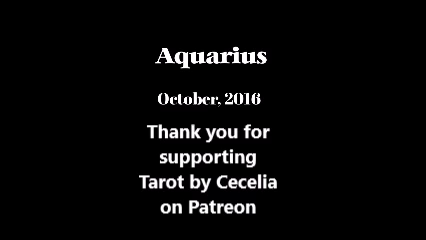 Aquarius
October, 2016
Thank you for
supporting
Tarot by Cecelia
on Patreon